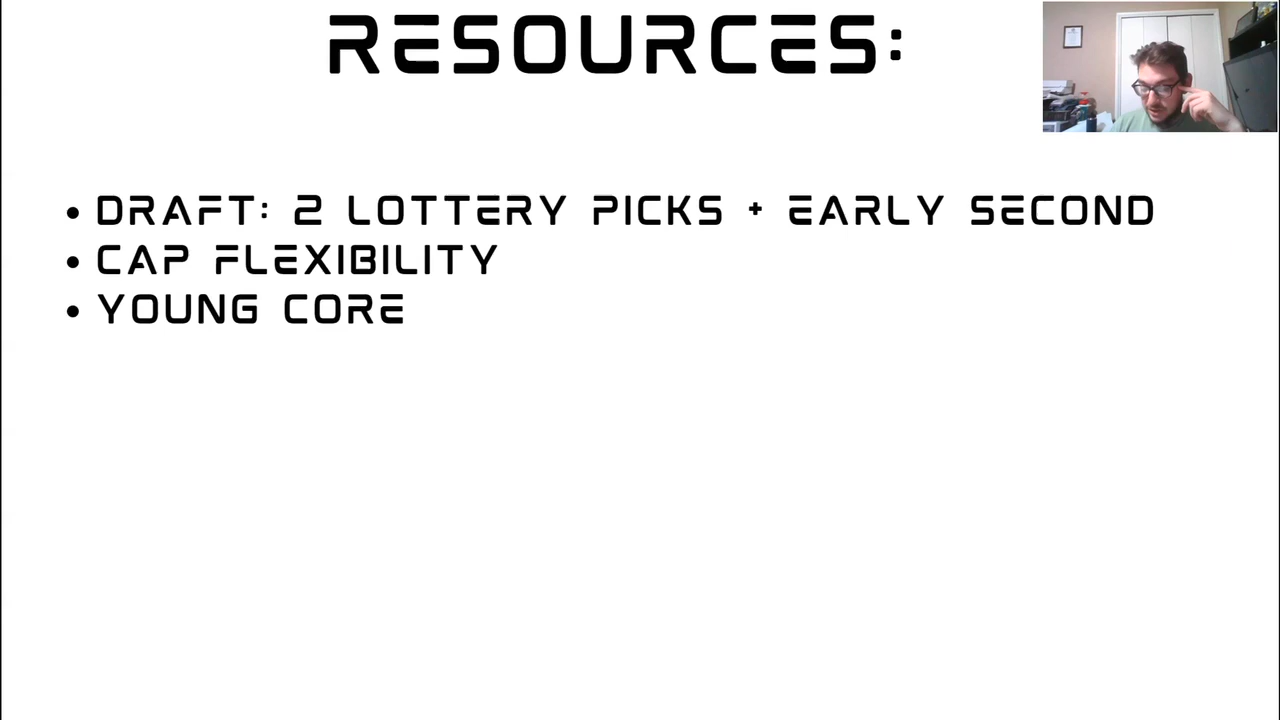 RESOURCES:
• DRAFT: 2 LOTTERY PICKS + EARLY SECOND
• CAP FLEXIBILITY
• YOUNG CORE